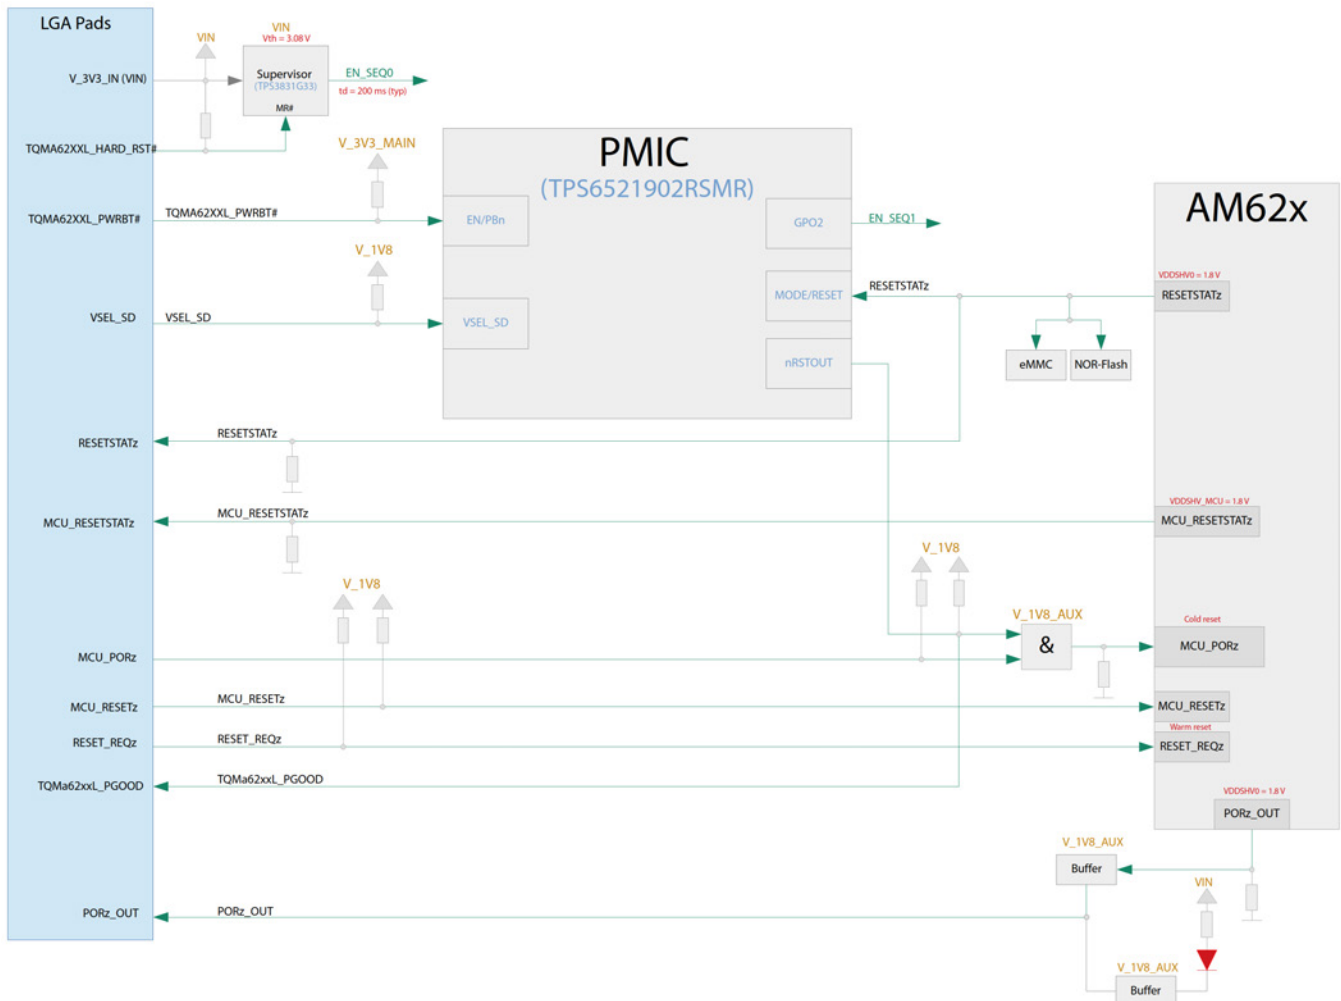 LGA Pads
VIN
VIN
Vth = 3.08 V
V_3V3_IN (VIN)
Supervisor
(TPS3831G33)
MR#
EN_SEQ0
td = 200 ms (typ)
TQMA62XXL_HARD_RST#
V_3V3_MAIN
PMIC
(TPS6521902RSMR)
TQMA62XXL_PWRBT#
TQMA62XXL_PWRBT#
EN/PBn
GPO2
EN_SEQ1
AM62x
V_1V8
VDDSHV0 = 1.8 V
MODE/RESET
RESETSTATz
RESETSTATz
VSEL_SD
VSEL_SD
VSEL_SD
nRSTOUT
eMMC
NOR-Flash
RESETSTATz
RESETSTATz
VDDSHV_MCU = 1.8 V
MCU_RESETSTATz
MCU_RESETSTATz
MCU_RESETSTATz
V_1V8
V_1V8
V_1V8_AUX
Cold reset
&
MCU_PORz
MCU_PORz
MCU_RESETz
MCU_RESETz
MCU_RESETz
Warm reset
RESET_REQz
RESET_REQz
RESET_REQz
TQMa62xxL_PGOOD
TQMa62xxL_PGOOD
VDDSHV0 = 1.8 V
PORz_OUT
V_1V8_AUX
Buffer
VIN
PORz_OUT
PORz_OUT
V_1V8_AUX
Buffer